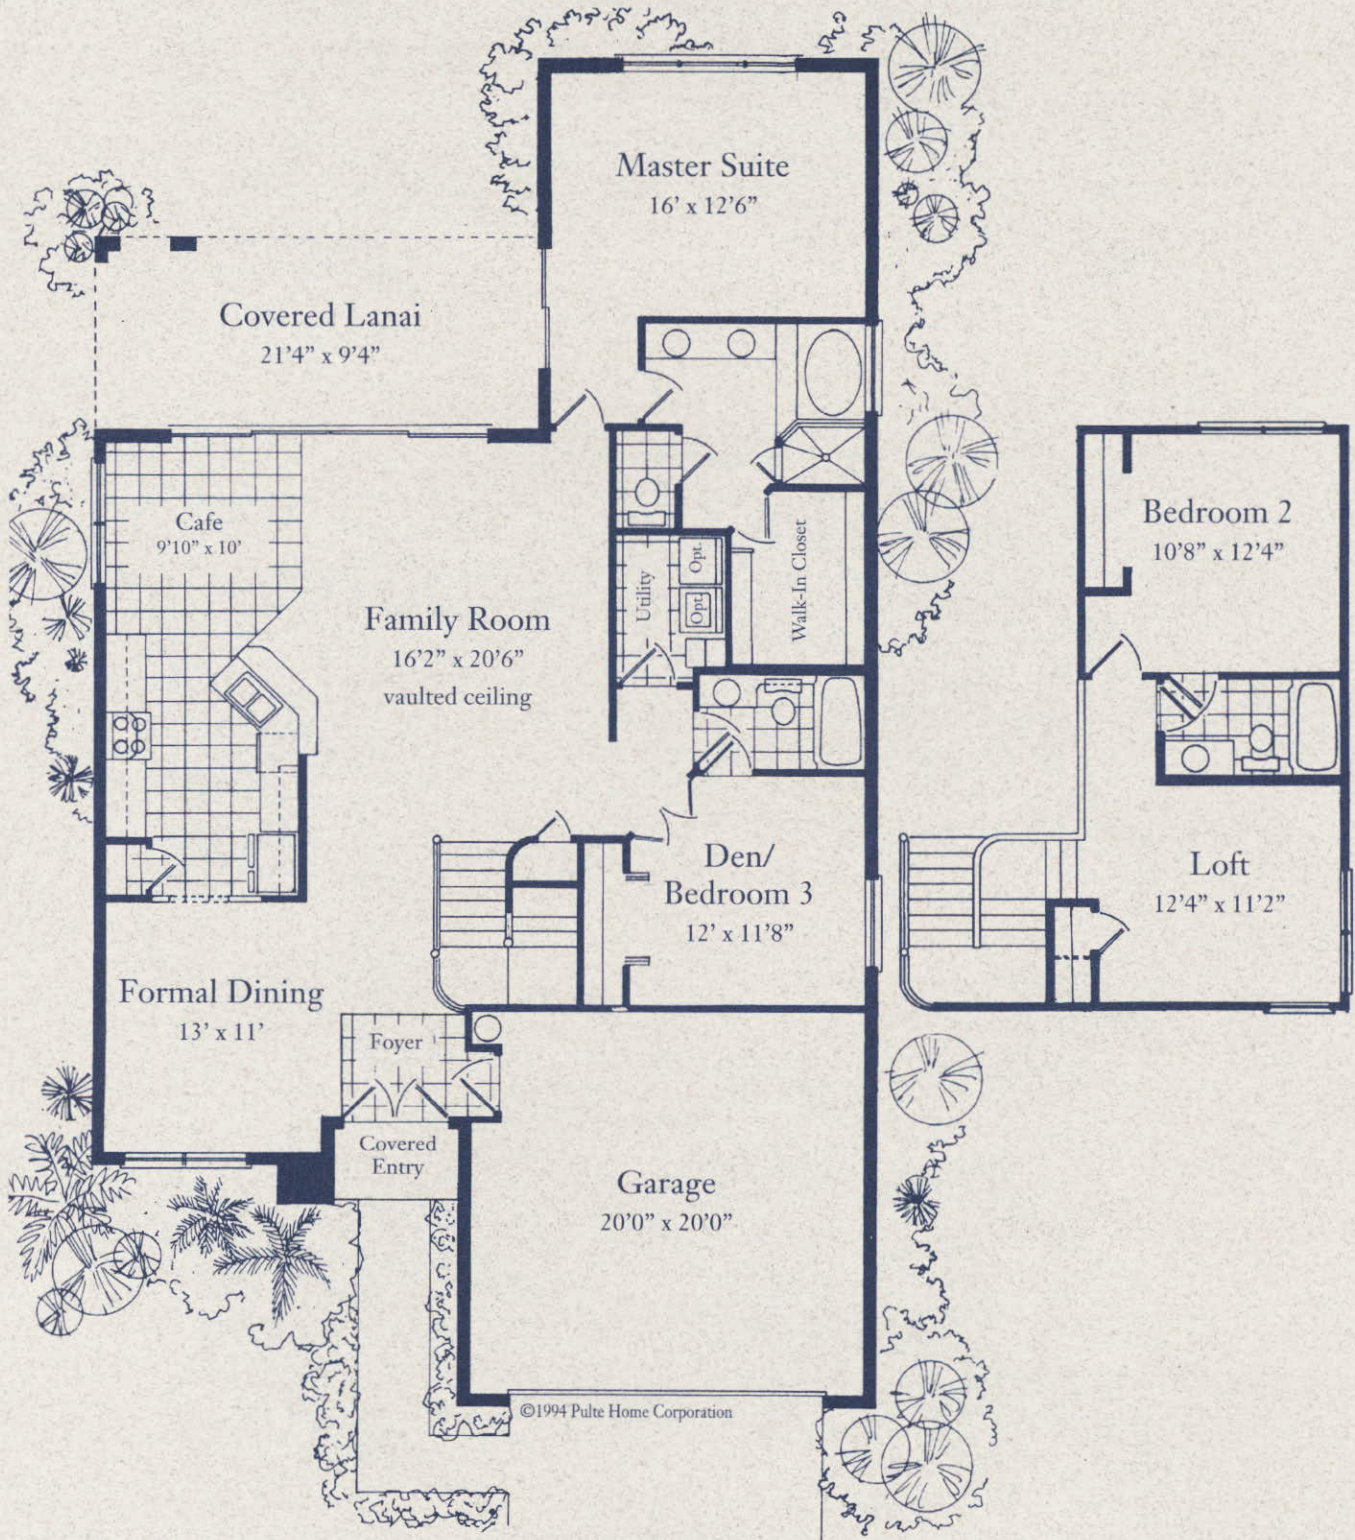 Master Suite
16’ x 12’6”
Covered Lanai
21’4” x 9’4”
Cafe
9’10” x 10’
Family Room
16’2” x 20’6”
vaulted ceiling
Utility
Opt.
Opt
Walk-In Closet
Bedroom 2
10’8” x 12’4”
Den/
Bedroom 3
12’ x 11’8”
Loft
12’4” x 11’2”
Formal Dining
13’ x 11’
Foyer
Covered
Entry
Garage
20’0” x 20’0”
©1994 Pulte Home Corporation